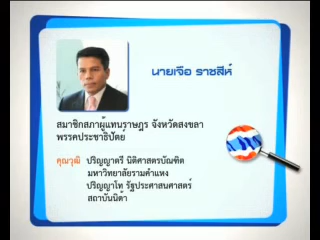 นายเจือ ราชสีห์
สมาชิกสภาผู้แทนราษฎร จังหวัดสงขลา
พรรคประชาธิปัตย์
คุณวุฒิ ปริญญาตรี นิติศาสตรบัณฑิต
มหาวิทยาลัยรามคำแหง
ปริญญาโท รัฐประศาสนศาสตร์
สถาบันนิด้า